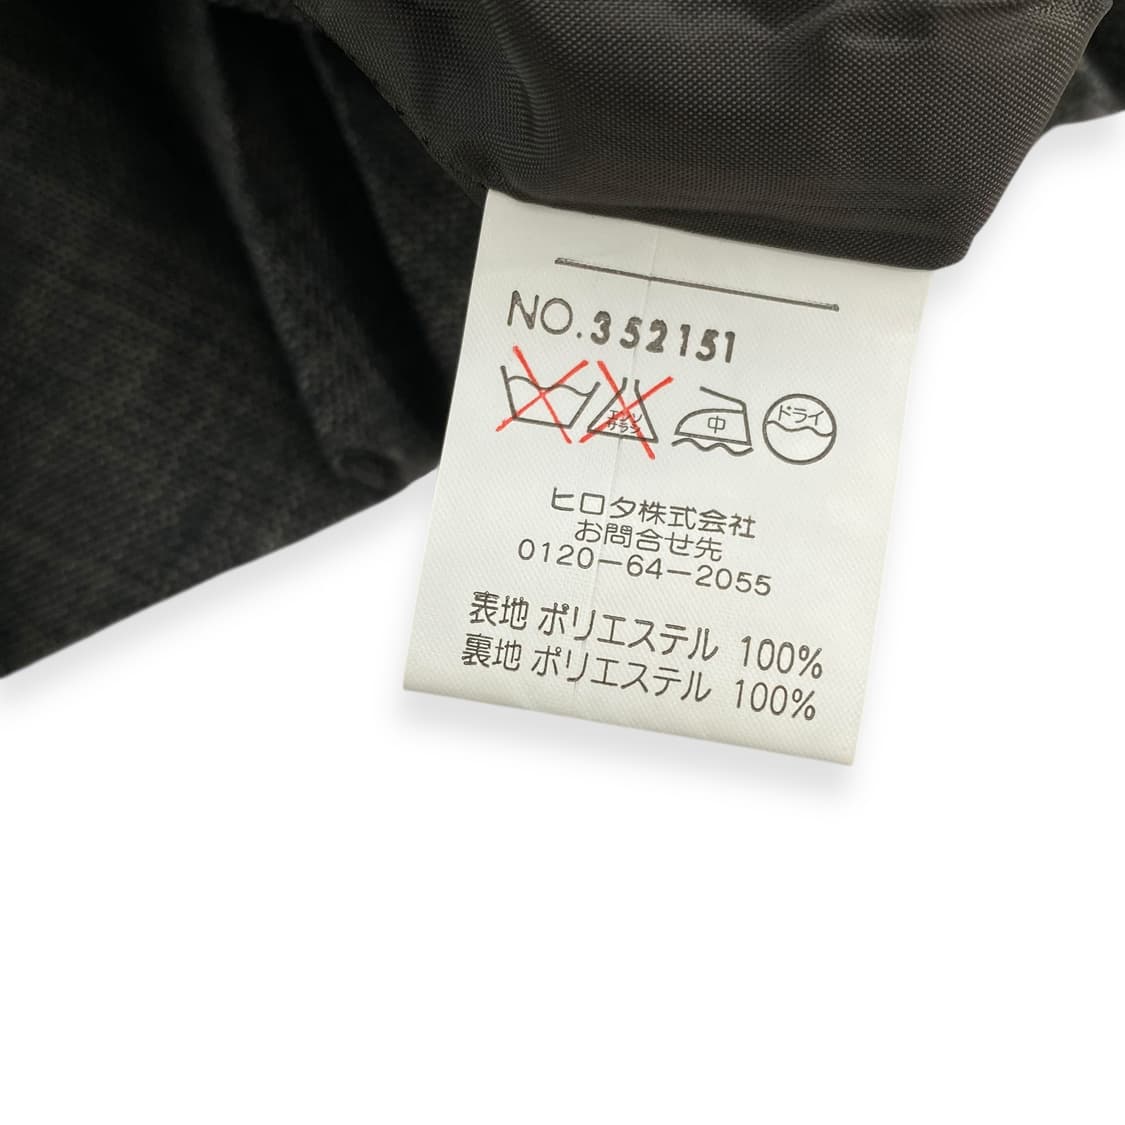 NO.352151
エンソ
サラシ
中
ドライ
ヒロタ株式会社
お問合せ先
0120-64-2055
表地 ポリエステル 100%
裏地 ポリエステル 100%